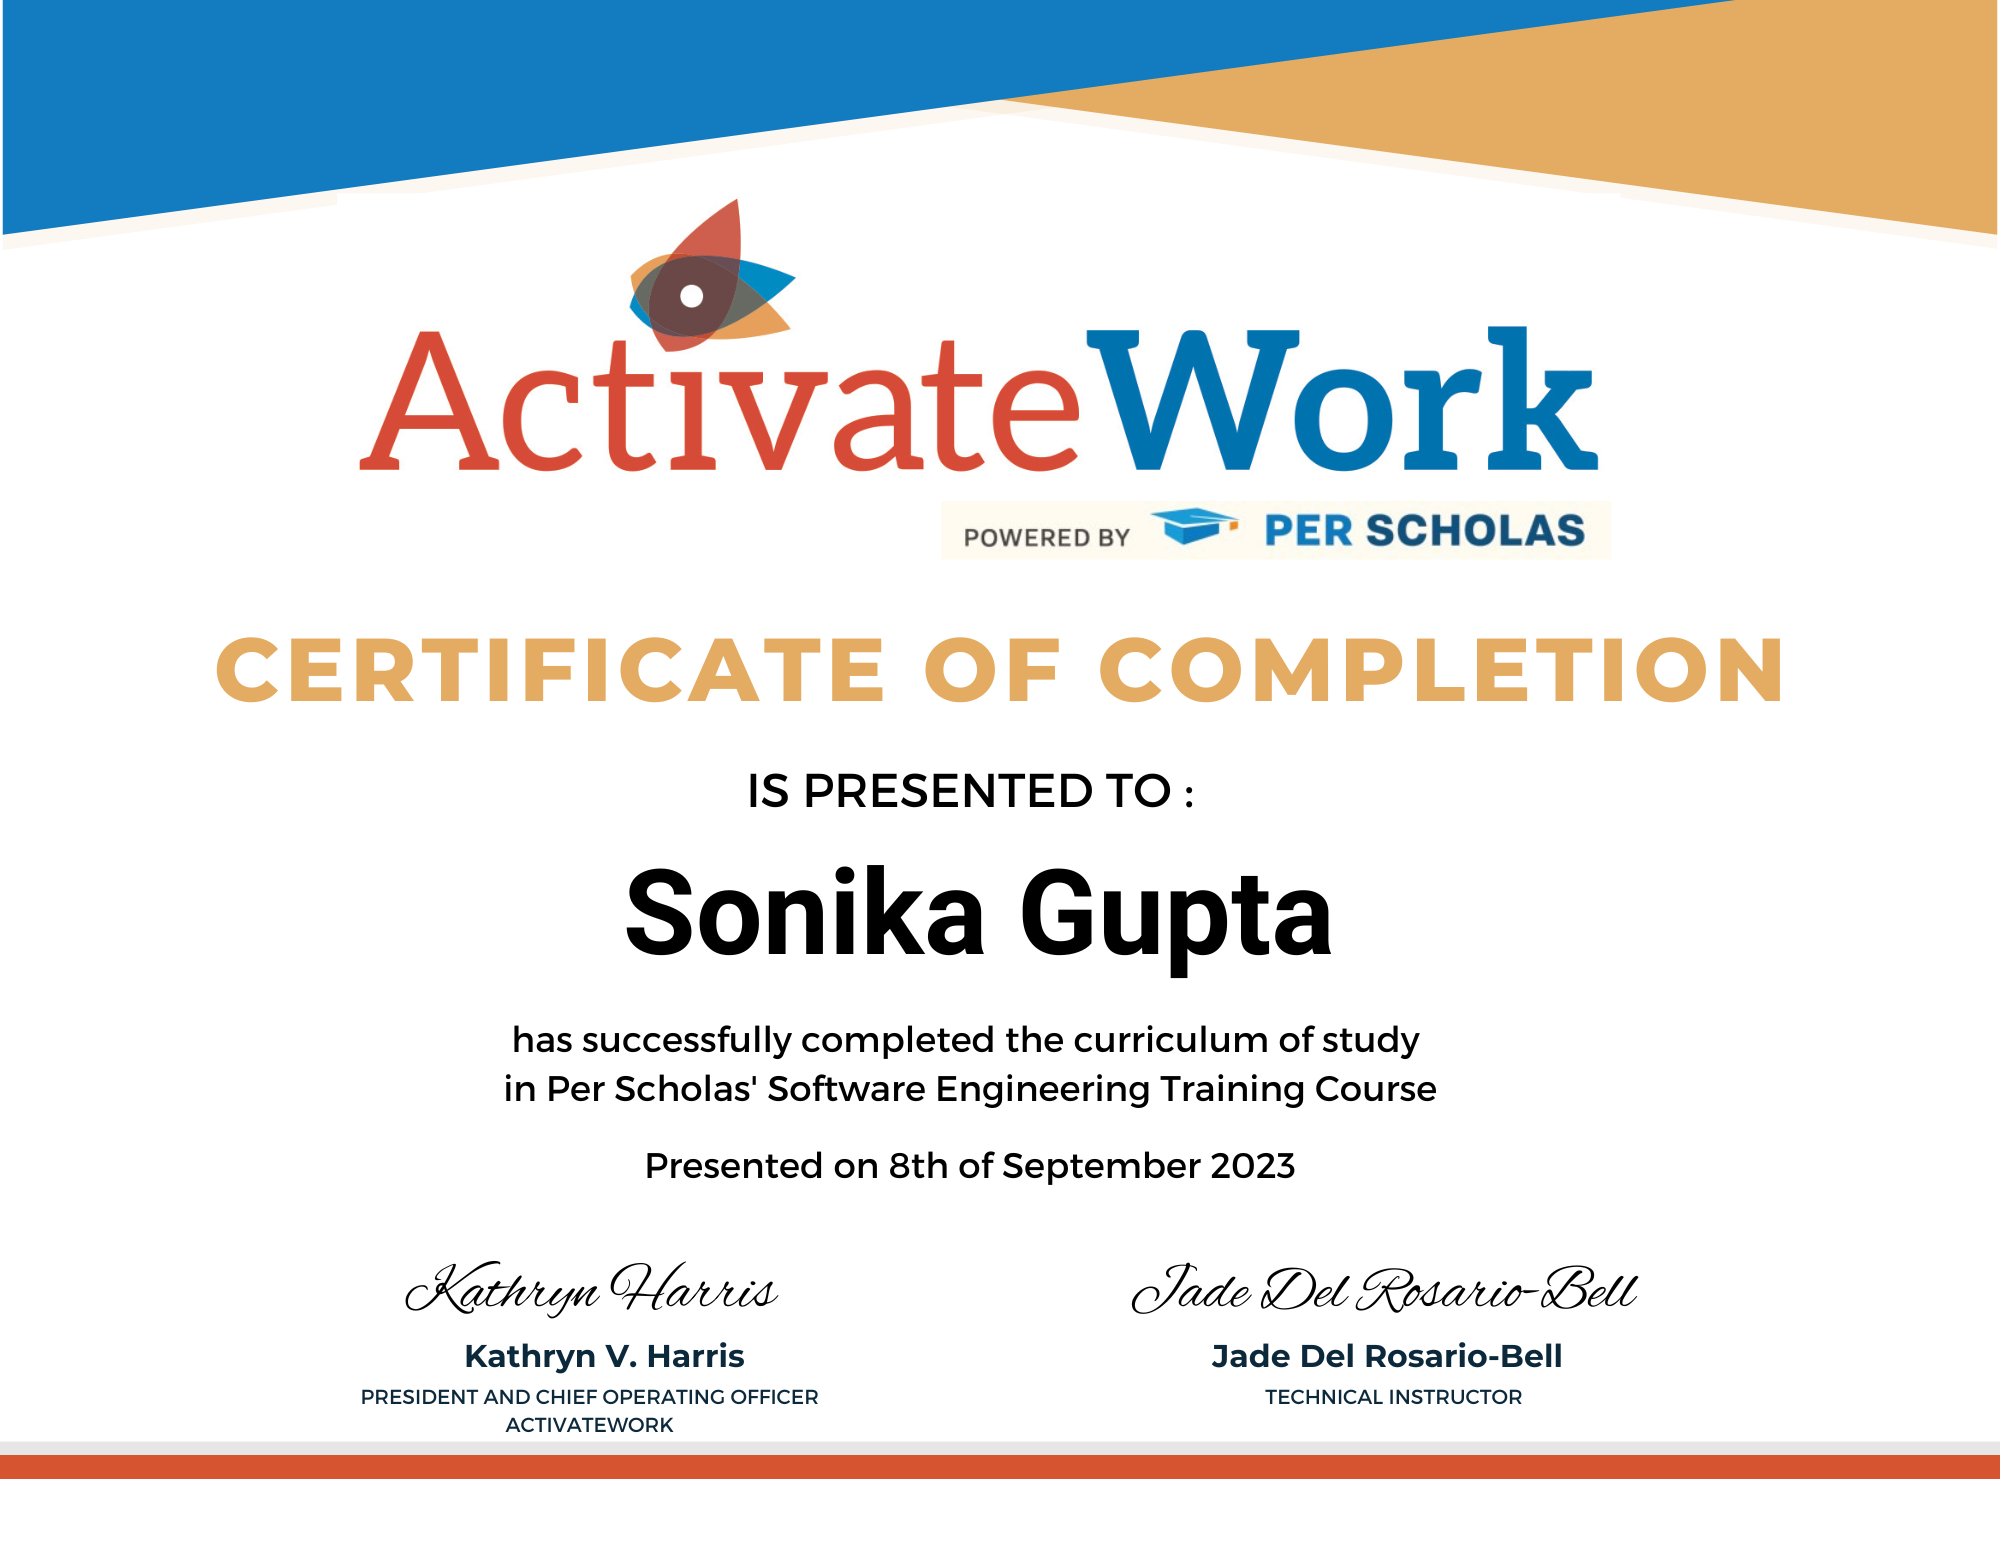 ActivateWork
POWERED BY PER SCHOLAS
CERTIFICATE OF COMPLETION
IS PRESENTED TO :
Sonika Gupta
has successfully completed the curriculum of study
in Per Scholas' Software Engineering Training Course
Presented on 8th of September 2023
Kathryn Harris
Jade Del Rosario-Bell
Kathryn V. Harris
Jade Del Rosario-Bell
PRESIDENT AND CHIEF OPERATING OFFICER
TECHNICAL INSTRUCTOR
ACTIVATEWORK